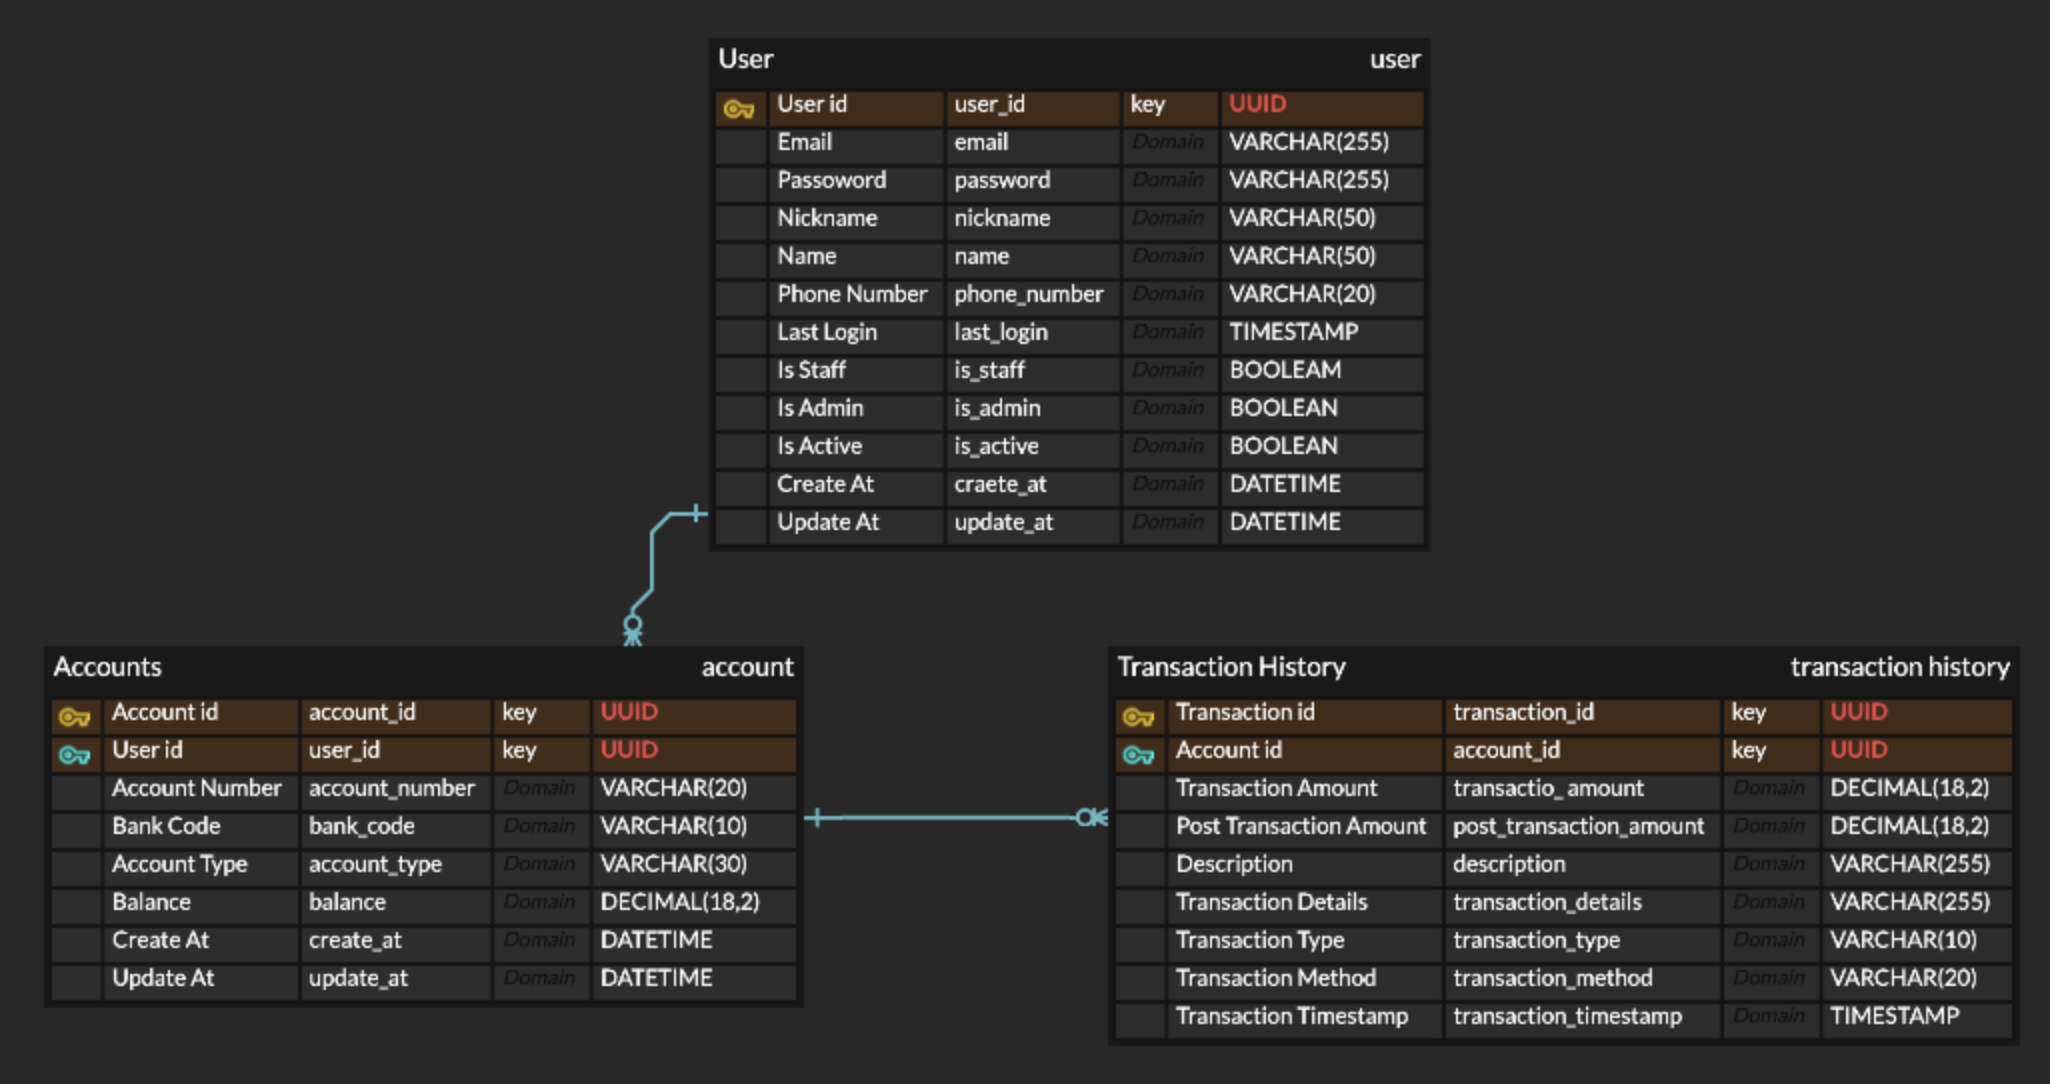 User user
User id user_id key UUID
Email email Domain VARCHAR(255)
Passoword password Domain VARCHAR(255)
Nickname nickname Domain VARCHAR(50)
Name name Domain VARCHAR(50)
Phone Number phone_number Domain VARCHAR(20)
Last Login last_login Domain TIMESTAMP
Is Staff is_staff Domain BOOLEAM
Is Admin is_admin Domain BOOLEAN
Is Active is_active Domain BOOLEAN
Create At craete_at Domain DATETIME
Update At update_at Domain DATETIME
Accounts account
Account id account_id key UUID
User id user_id key UUID
Account Number account_number Domain VARCHAR(20)
Bank Code bank_code Domain VARCHAR(10)
Account Type account_type Domain VARCHAR(30)
Balance balance Domain DECIMAL(18,2)
Create At create_at Domain DATETIME
Update At update_at Domain DATETIME
Transaction History transaction history
Transaction id transaction_id key UUID
Account id account_id key UUID
Transaction Amount transactio_ amount Domain DECIMAL(18,2)
Post Transaction Amount post_transaction_amount Domain DECIMAL(18,2)
Description description Domain VARCHAR(255)
Transaction Details transaction_details Domain VARCHAR(255)
Transaction Type transaction_type Domain VARCHAR(10)
Transaction Method transaction_method Domain VARCHAR(20)
Transaction Timestamp transaction_timestamp Domain TIMESTAMP